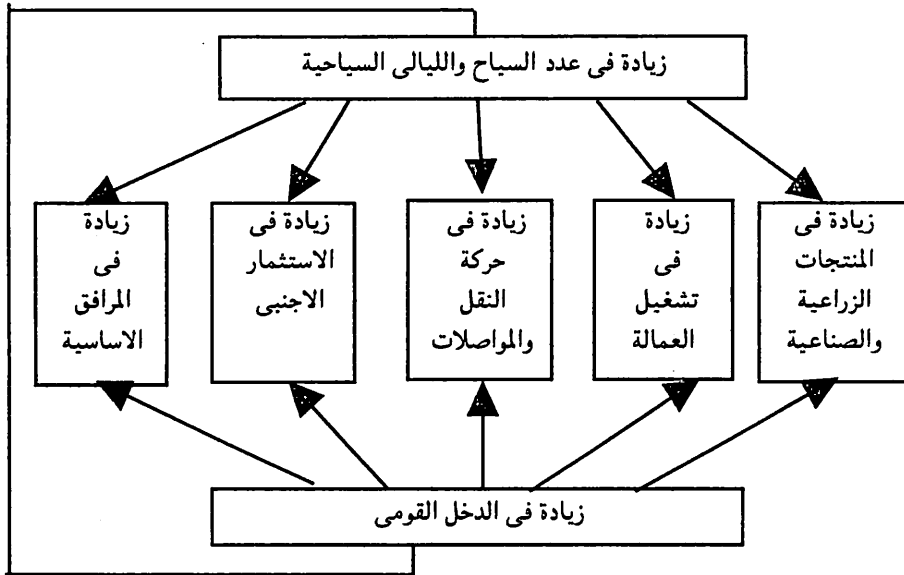 زيادة فى عدد السياح والليالى السياحية
زيادة فى
المنتجات
الزراعية
والصناعية
زيادة
فى
تشغيل
العمالة
زيادة فى
حركة
النقل
والمواصلات
زيادة فى
الاستثمار
الاجنبى
زيادة
فى
المرافق
الاساسية
زيادة فى الدخل القومى